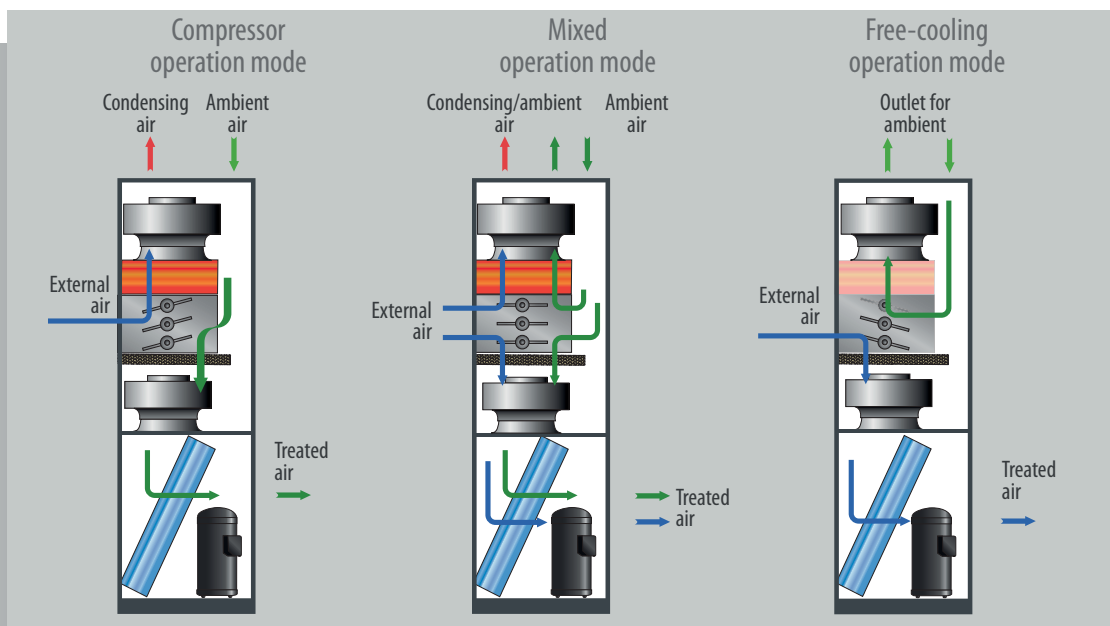 Compressor
operation mode
Condensing
air
Ambient
air
External
air
Treated
air
Mixed
operation mode
Condensing/ambient
air
Ambient
air
External
air
Treated
air
Free-cooling
operation mode
Outlet for
ambient
External
air
Treated
air